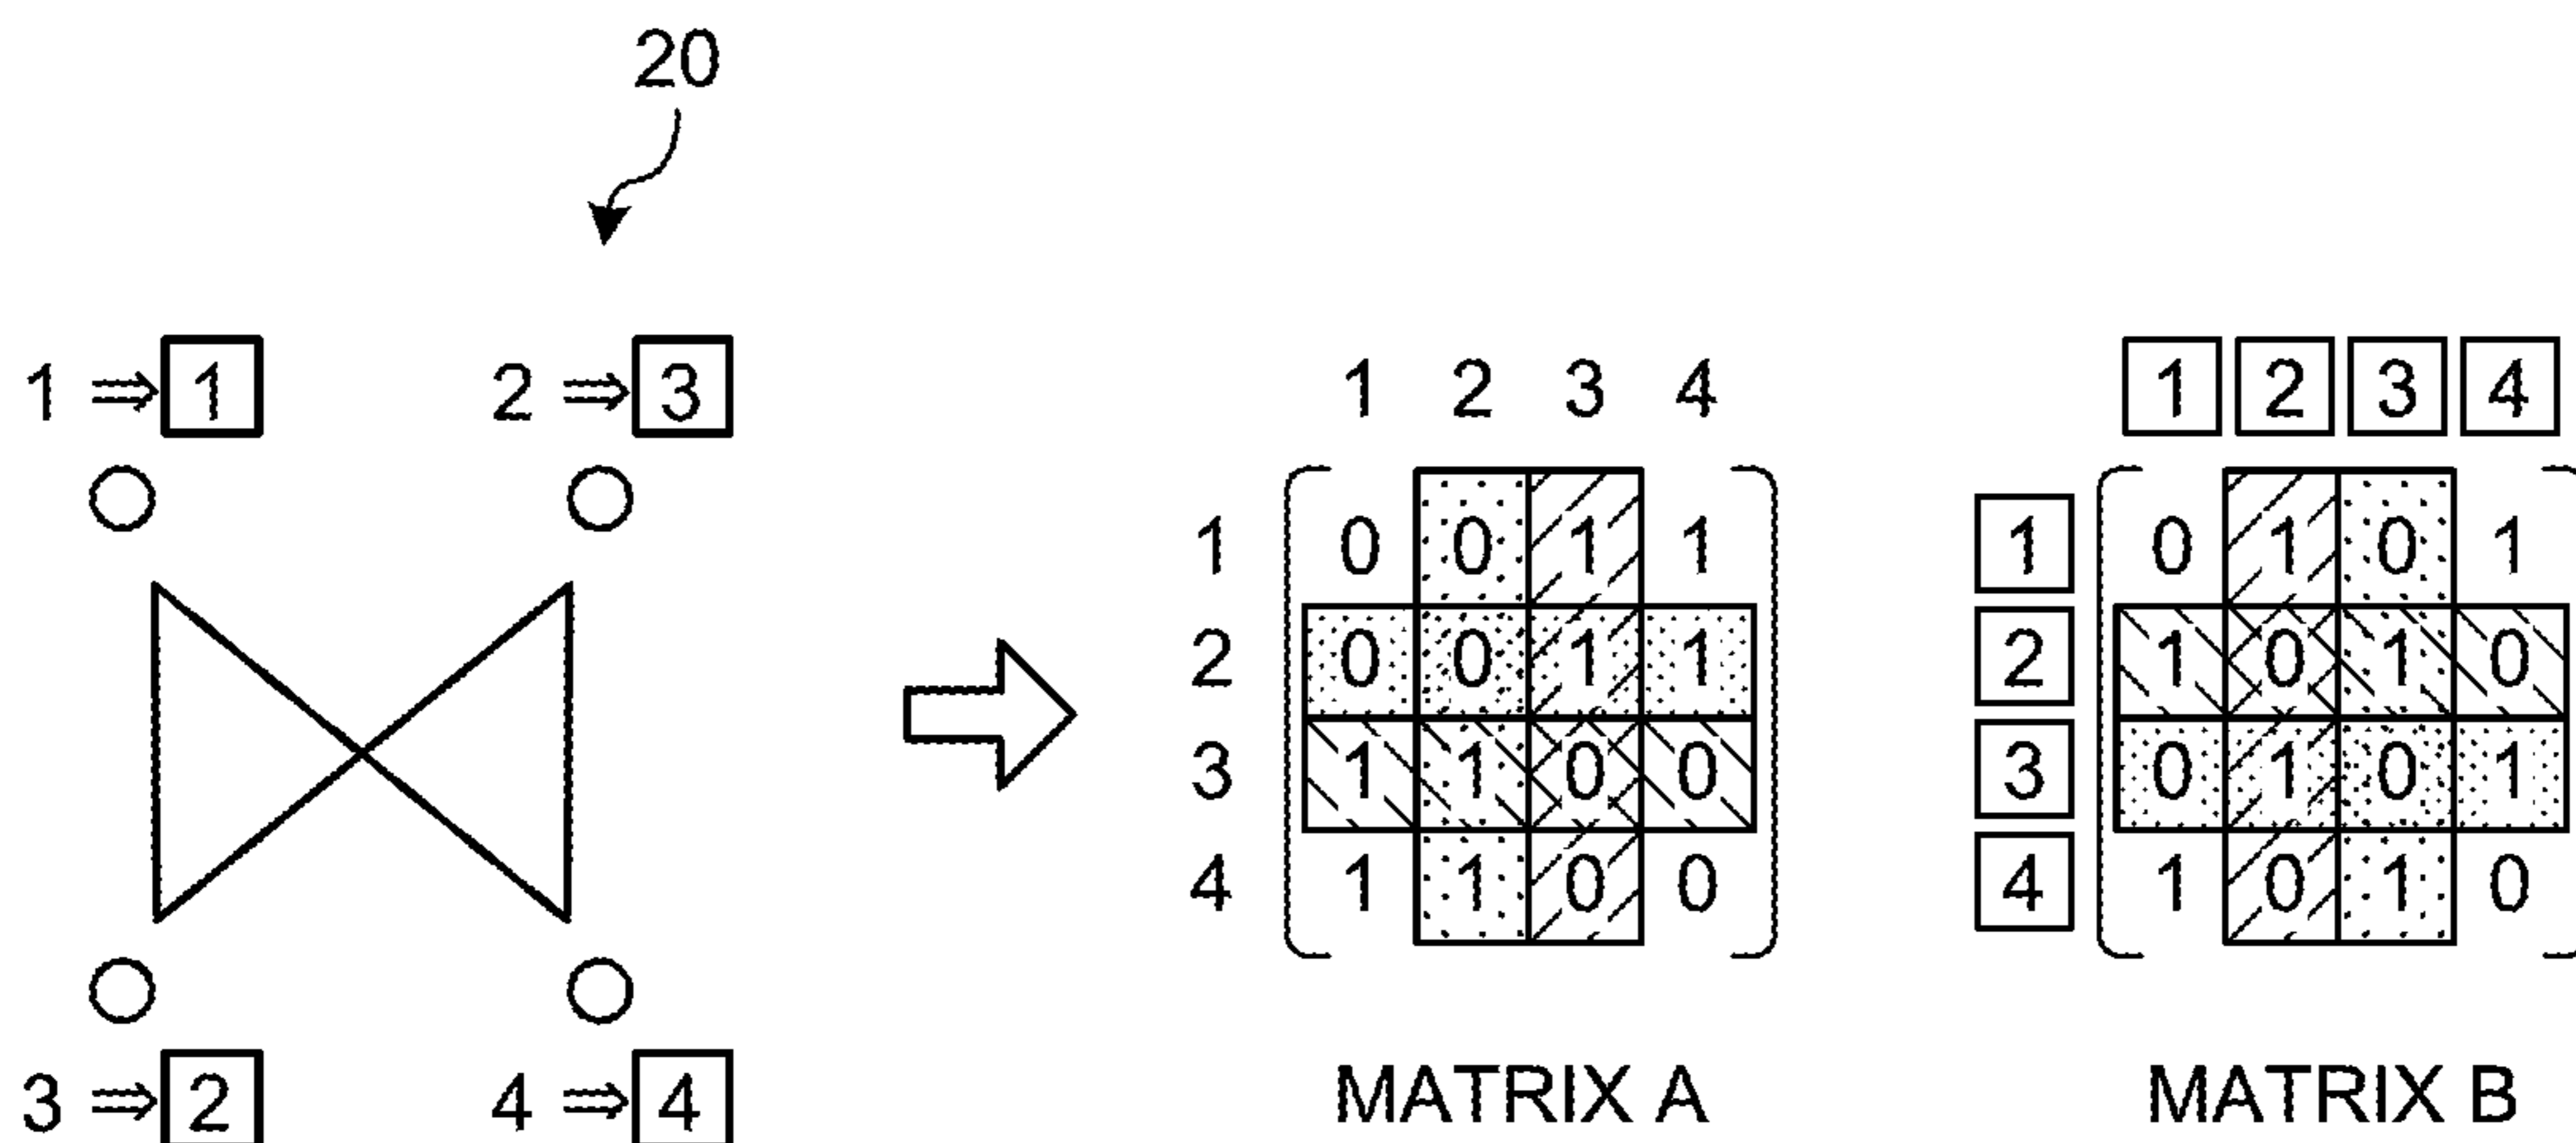 20
1 ⇒ 1 2 ⇒ 3
1 2 3 4
1 2 3 4
1 0 0 1 1
2 0 0 1 1
3 1 1 0 0
4 1 1 0 0
1 0 1 0 1
2 1 0 1 0
3 0 1 0 1
4 1 0 1 0
3 ⇒ 2 4 ⇒ 4
MATRIX A
MATRIX B